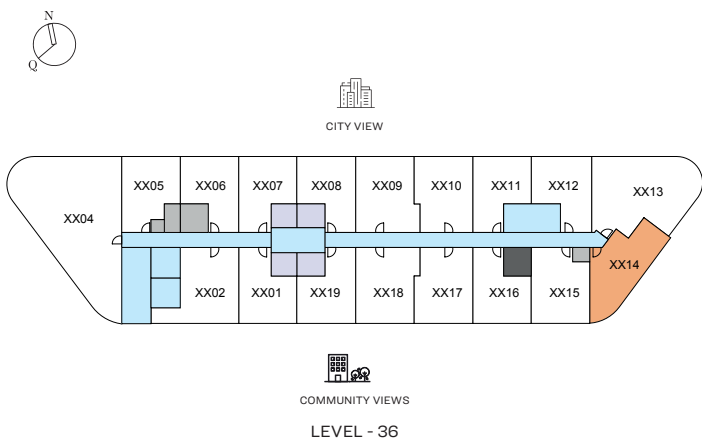 N
Q
CITY VIEW
XX05 XX06 XX07 XX08 XX09 XX10 XX11 XX12 XX13
XX04
XX14
XX02 XX01 XX19 XX18 XX17 XX16 XX15
COMMUNITY VIEWS
LEVEL - 36